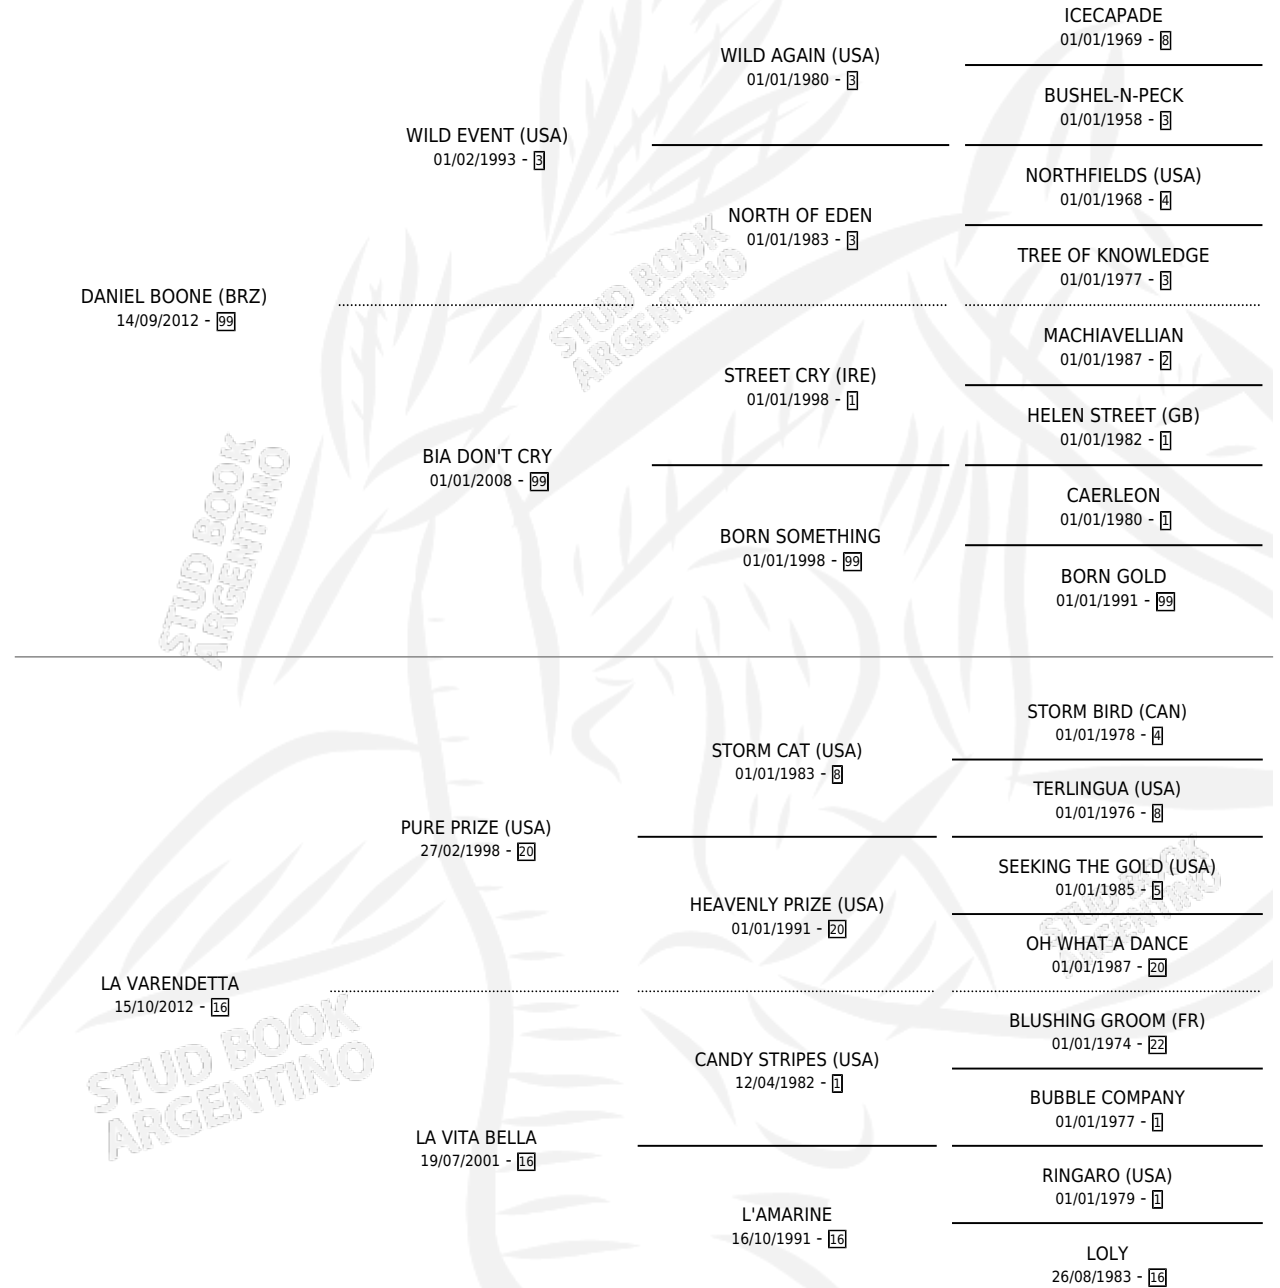 ICECAPADE
01/01/1969 - 8
WILD AGAIN (USA)
01/01/1980 - 3
BUSHEL-N-PECK
01/01/1958 - 3
WILD EVENT (USA)
01/02/1993 - 3
NORTHFIELDS (USA)
01/01/1968 - 4
NORTH OF EDEN
01/01/1983 - 3
TREE OF KNOWLEDGE
01/01/1977 - 3
DANIEL BOONE (BRZ)
14/09/2012 - 99
STUD BOOK
ARGENTINO
MACHIAVELLIAN
01/01/1987 - 2
STREET CRY (IRE)
01/01/1998 - 1
HELEN STREET (GB)
01/01/1982 - 1
BIA DON'T CRY
01/01/2008 - 99
CAERLEON
01/01/1980 - 1
BORN SOMETHING
01/01/1998 - 99
BORN GOLD
01/01/1991 - 99
STUD BOOK
ARGENTINO
STORM BIRD (CAN)
01/01/1978 - 4
STORM CAT (USA)
01/01/1983 - 8
TERLINGUA (USA)
01/01/1976 - 8
PURE PRIZE (USA)
27/02/1998 - 20
SEEKING THE GOLD (USA)
01/01/1985 - 5
HEAVENLY PRIZE (USA)
01/01/1991 - 20
OH WHAT A DANCE
01/01/1987 - 20
STUD BOOK
ARGENTINO
LA VARENDETTA
15/10/2012 - 16
BLUSHING GROOM (FR)
01/01/1974 - 22
CANDY STRIPES (USA)
12/04/1982 - 1
BUBBLE COMPANY
01/01/1977 - 1
STUD BOOK
ARGENTINO
LA VITA BELLA
19/07/2001 - 16
RINGARO (USA)
01/01/1979 - 1
L'AMARINE
16/10/1991 - 16
LOLY
26/08/1983 - 16